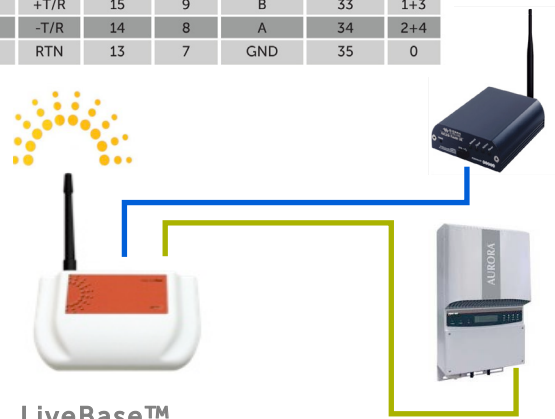 +T/R 15 9 B 33 1+3
-T/R 14 8 A 34 2+4
RTN 13 7 GND 35 0
AURORA
LiveBase™